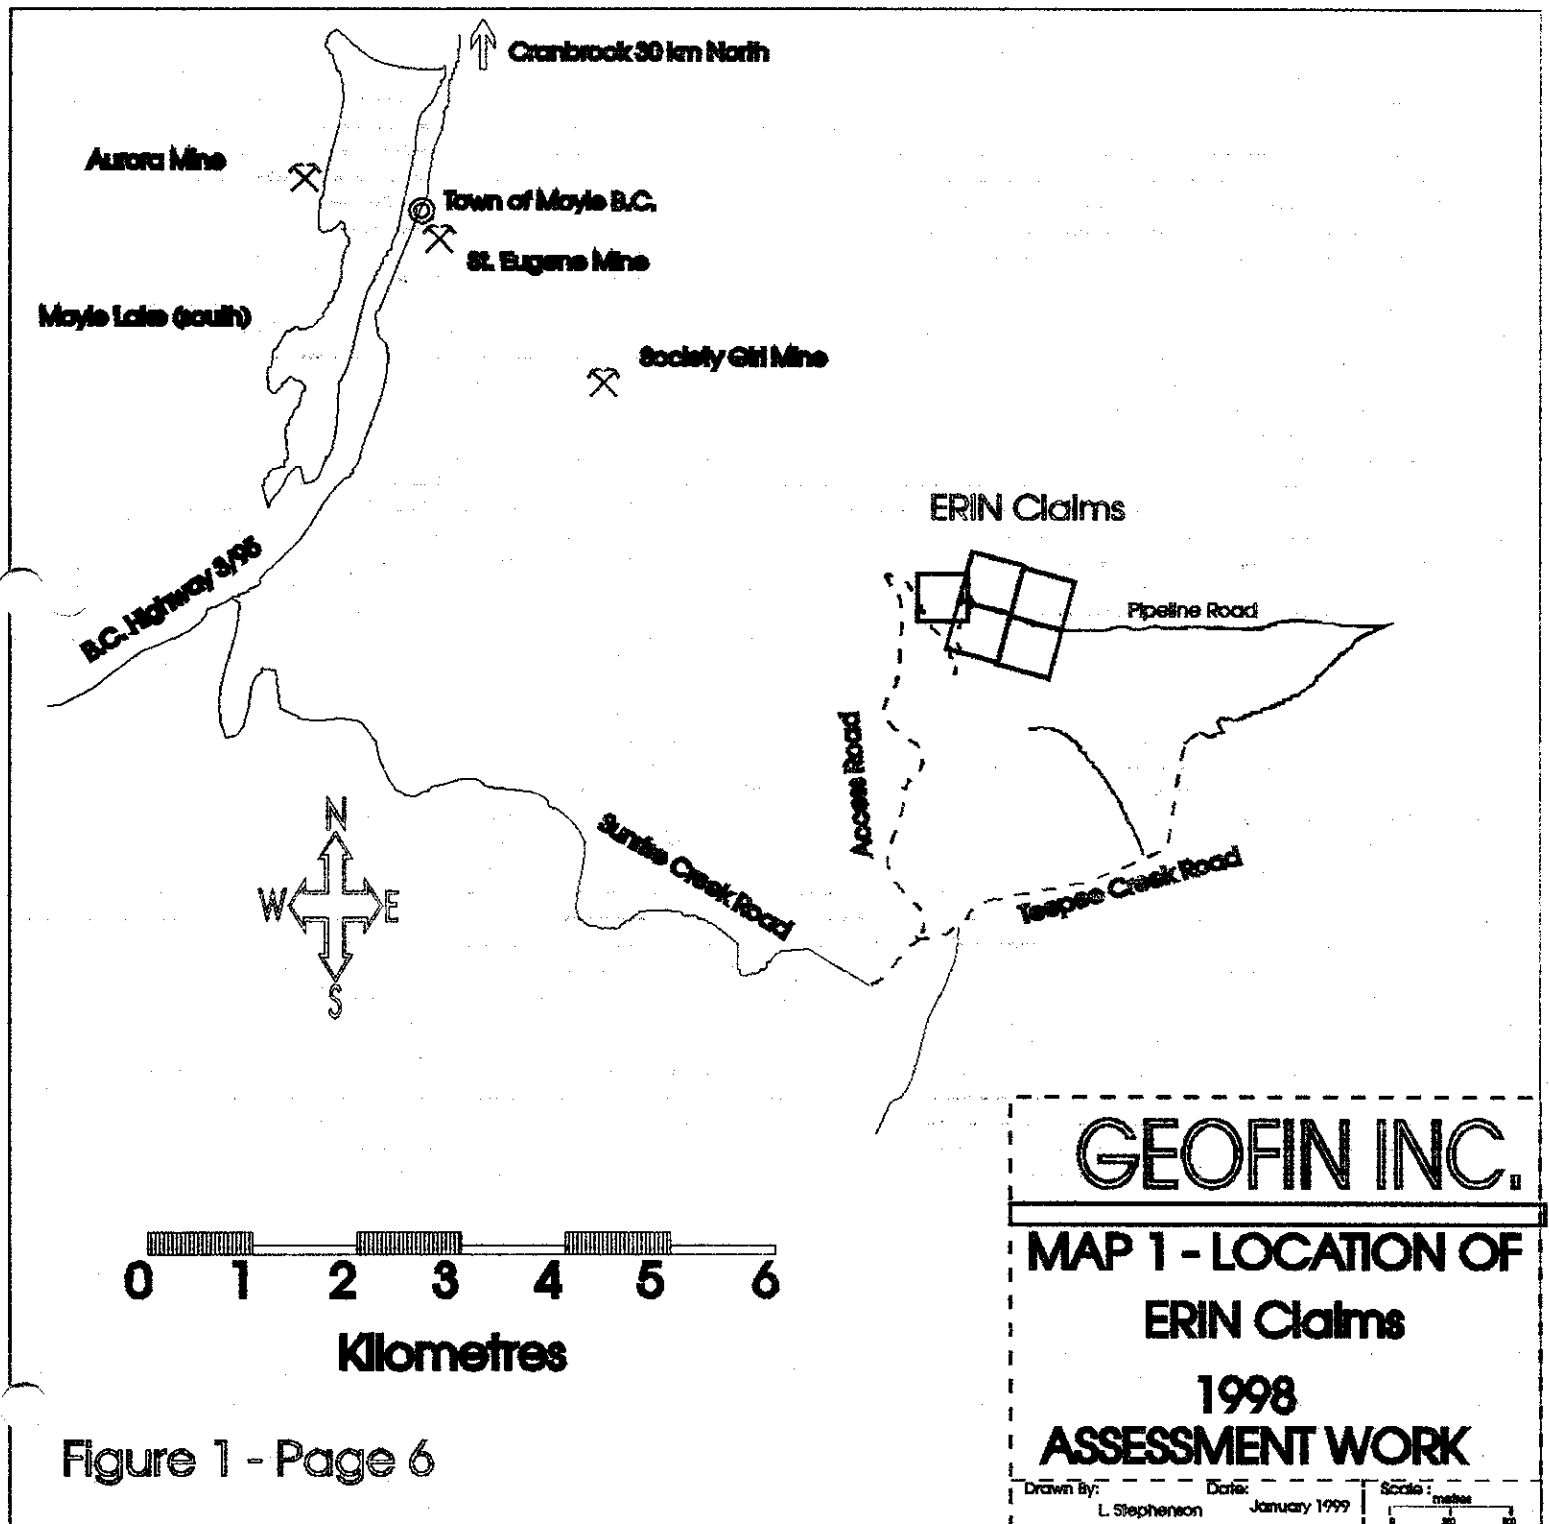 Cranbrook 30 km North
Aurora Mine
Town of Moyie B.C.
St. Eugene Mine
Moyie Lake (south)
Society Girl Mine
ERIN Claims
B.C. Highway 3/95
Pipeline Road
Access Road
Sunrise Creek Road
Teepee Creek Road
N
W E
S
0 1 2 3 4 5 6
Kilometres
Figure 1 - Page 6
GEOFIN INC.
MAP 1 - LOCATION OF
ERIN Claims
1998
ASSESSMENT WORK
Drawn By: Date: Scale :
L. Stephenson January 1999 metres
0